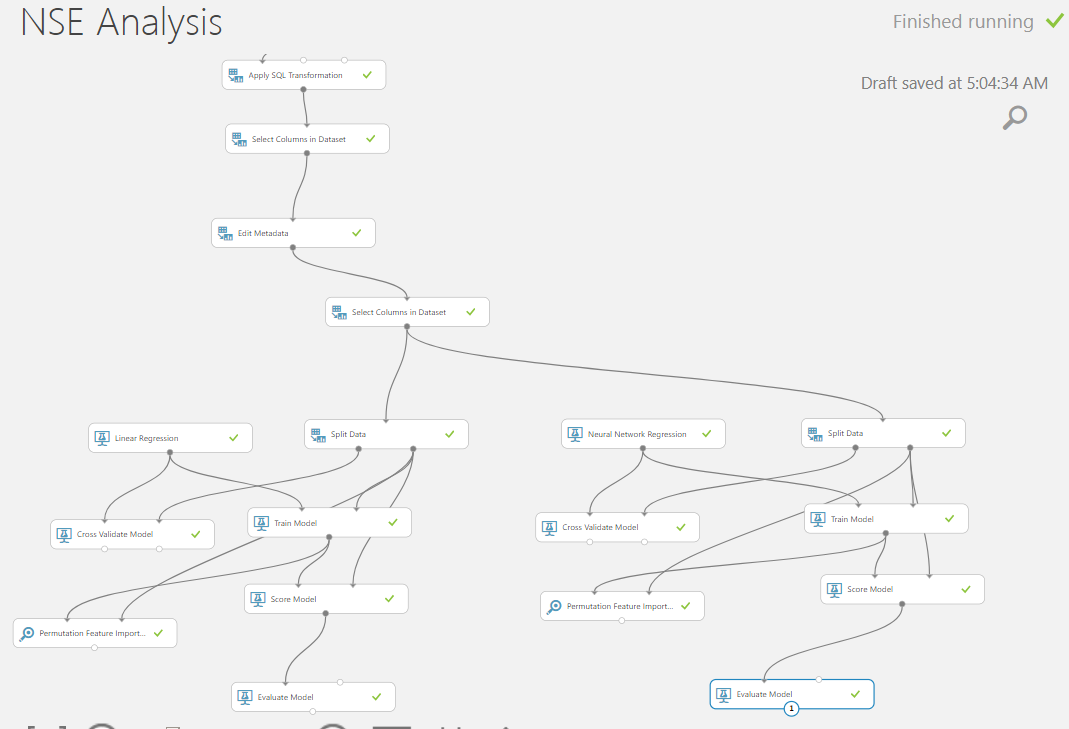 NSE Analysis
Finished running
Draft saved at 5:04:34 AM
Apply SQL Transformation
Select Columns in Dataset
Edit Metadata
Select Columns in Dataset
Linear Regression
Split Data
Neural Network Regression
Split Data
Cross Validate Model
Train Model
Cross Validate Model
Train Model
Permutation Feature Import...
Score Model
Permutation Feature Import...
Score Model
Evaluate Model
Evaluate Model
1